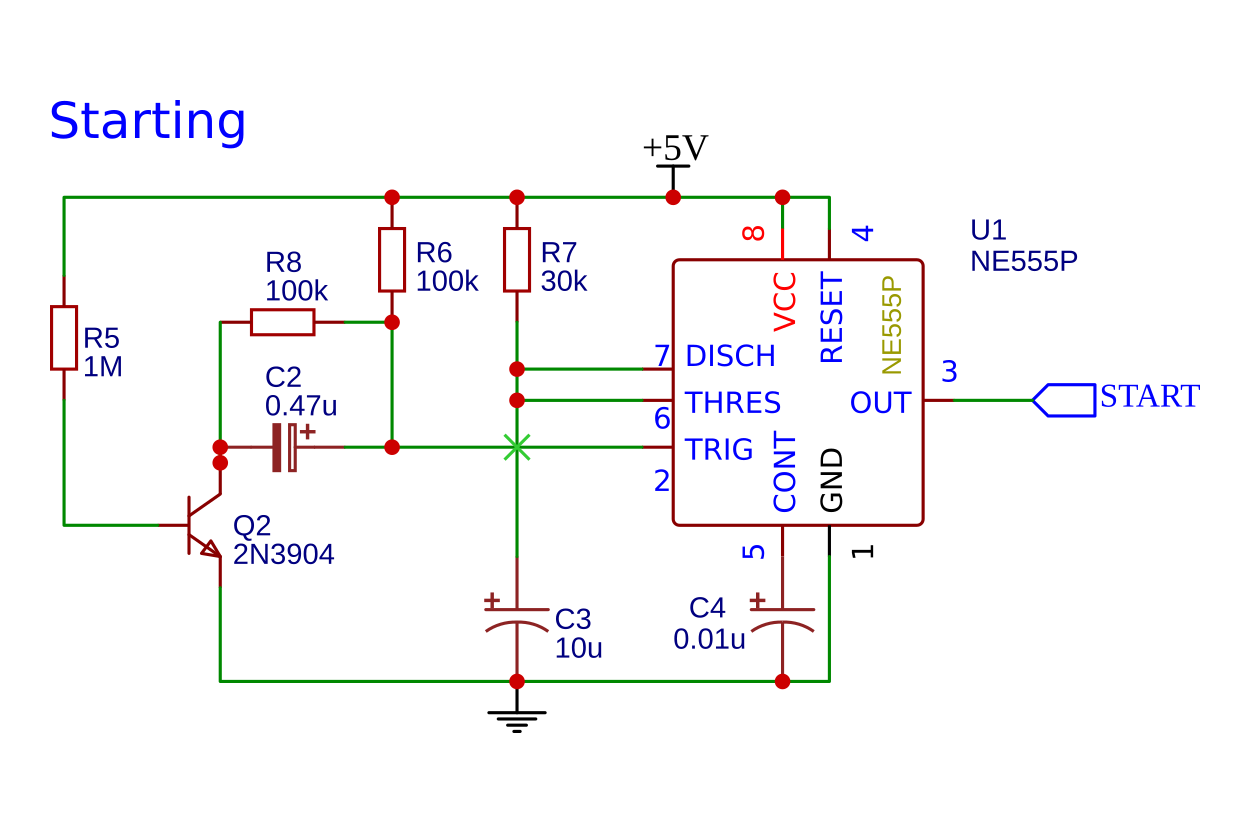 Starting
+5V
U1
NE555P
8
4
R8
100k
R6
100k
R7
30k
VCC
RESET
NE555P
R5
1M
7
DISCH
C2
0.47u
THRES
6
OUT
3
START
TRIG
2
CONT
GND
Q2
2N3904
5
1
C3
10u
C4
0.01u
+
+
+